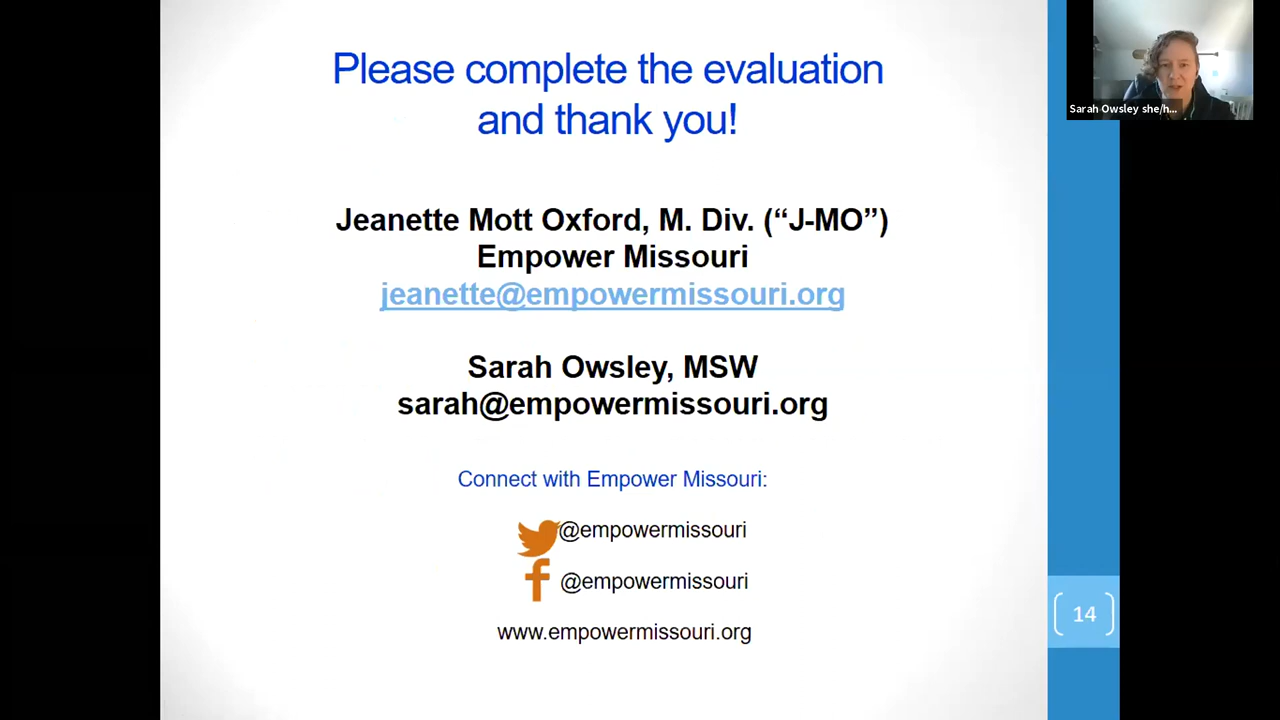 Please complete the evaluation
and thank you!
Jeanette Mott Oxford, M. Div. (“J-MO”)
Empower Missouri
jeanette@empowermissouri.org
Sarah Owsley, MSW
sarah@empowermissouri.org
Connect with Empower Missouri:
@empowermissouri
@empowermissouri
www.empowermissouri.org
14
Sarah Owsley she/h...